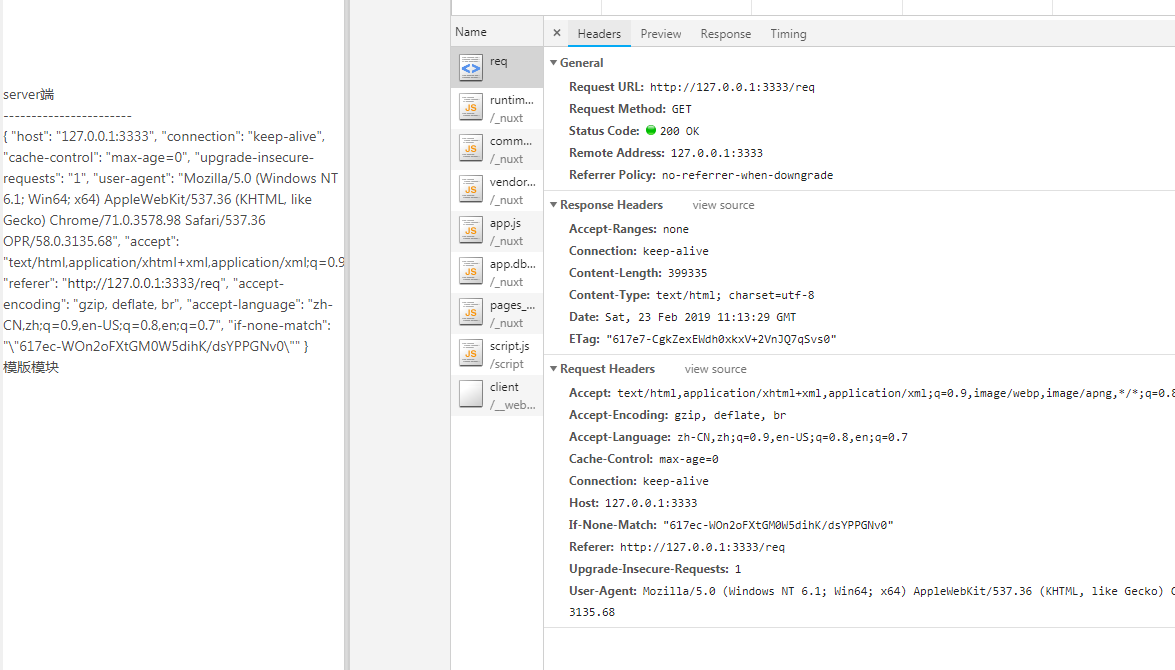 server端
-----------------------
{ "host": "127.0.0.1:3333", "connection": "keep-alive",
"cache-control": "max-age=0", "upgrade-insecure-
requests": "1", "user-agent": "Mozilla/5.0 (Windows NT
6.1; Win64; x64) AppleWebKit/537.36 (KHTML, like
Gecko) Chrome/71.0.3578.98 Safari/537.36
OPR/58.0.3135.68", "accept":
"text/html,application/xhtml+xml,application/xml;q=0.9
"referer": "http://127.0.0.1:3333/req", "accept-
encoding": "gzip, deflate, br", "accept-language": "zh-
CN,zh;q=0.9,en-US;q=0.8,en;q=0.7", "if-none-match":
"\"617ec-WOn2oFXtGM0W5dihK/dsYPPGNv0\"" }
模版模块
Name
req
runtim...
/_nuxt
comm...
/_nuxt
vendor...
/_nuxt
app.js
/_nuxt
app.db...
/_nuxt
pages_...
/_nuxt
script.js
/script
client
/__web...
× Headers Preview Response Timing
General
Request URL: http://127.0.0.1:3333/req
Request Method: GET
Status Code: 200 OK
Remote Address: 127.0.0.1:3333
Referrer Policy: no-referrer-when-downgrade
Response Headers view source
Accept-Ranges: none
Connection: keep-alive
Content-Length: 399335
Content-Type: text/html; charset=utf-8
Date: Sat, 23 Feb 2019 11:13:29 GMT
ETag: "617e7-CgkZexEWdh0xkxV+2VnJQ7qSvs0"
Request Headers view source
Accept: text/html,application/xhtml+xml,application/xml;q=0.9,image/webp,image/apng,*/*;q=0.8
Accept-Encoding: gzip, deflate, br
Accept-Language: zh-CN,zh;q=0.9,en-US;q=0.8,en;q=0.7
Cache-Control: max-age=0
Connection: keep-alive
Host: 127.0.0.1:3333
If-None-Match: "617ec-WOn2oFXtGM0W5dihK/dsYPPGNv0"
Referer: http://127.0.0.1:3333/req
Upgrade-Insecure-Requests: 1
User-Agent: Mozilla/5.0 (Windows NT 6.1; Win64; x64) AppleWebKit/537.36 (KHTML, like Gecko) C
3135.68